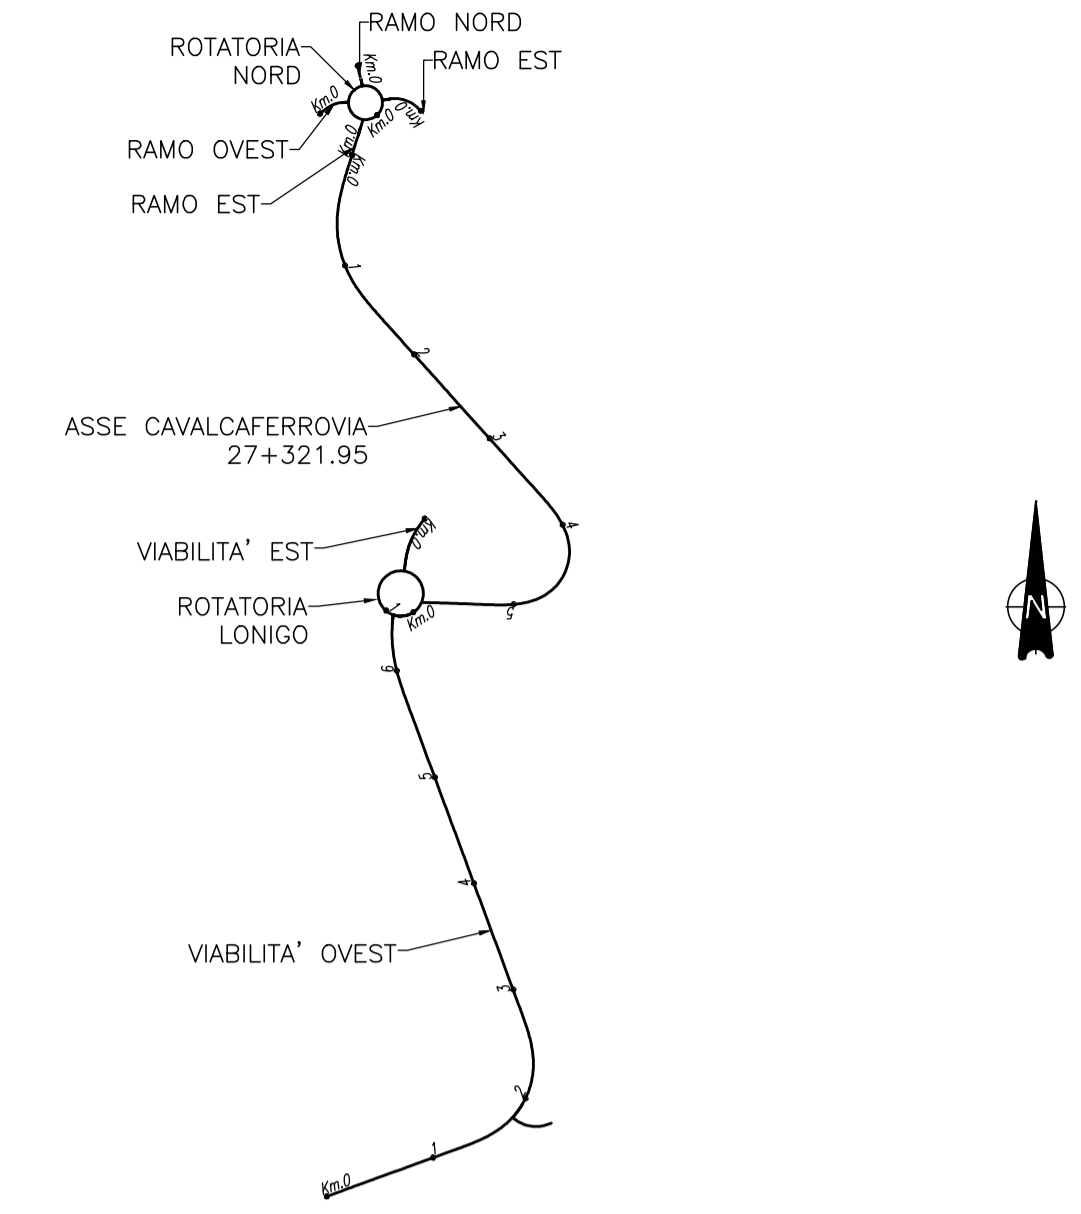 RAMO NORD
ROTATORIA
NORD
RAMO EST
Km.0
Km.0
Km.0
Km.0
RAMO OVEST
Km.0
Km.0
RAMO EST
1
2
ASSE CAVALCAFERROVIA
27+321.95
3
4
VIABILITA' EST
Km.0
ROTATORIA
LONIGO
1
Km.0
5
6
5
4
N
VIABILITA' OVEST
3
2
1
Km.0